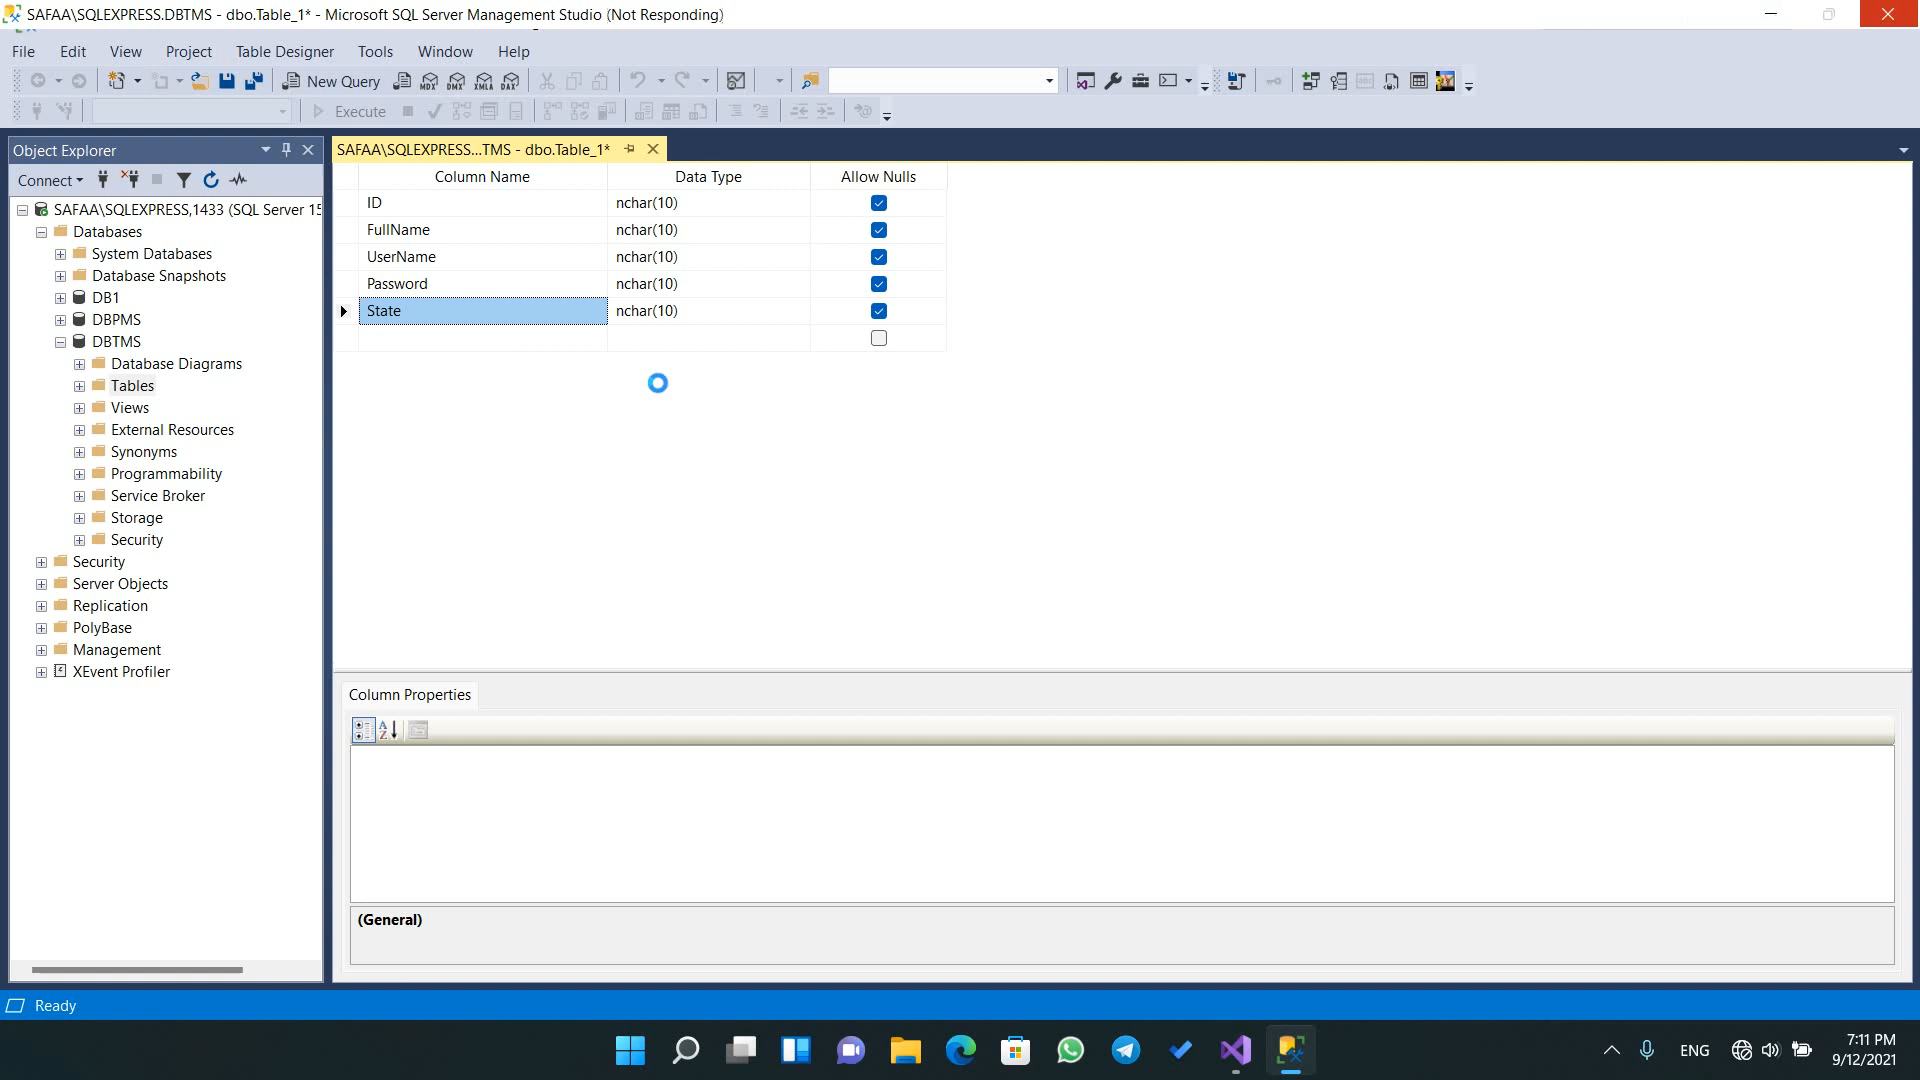 SAFAA\SQLEXPRESS.DBTMS - dbo.Table_1* - Microsoft SQL Server Management Studio (Not Responding)
File Edit View Project Table Designer Tools Window Help
New Query
MDX DMX XMLA DAX
Execute
Object Explorer
SAFAA\SQLEXPRESS...TMS - dbo.Table_1*
Connect
Column Name Data Type Allow Nulls
ID nchar(10)
FullName nchar(10)
UserName nchar(10)
Password nchar(10)
State nchar(10)
SAFAA\SQLEXPRESS,1433 (SQL Server 15
Databases
System Databases
Database Snapshots
DB1
DBPMS
DBTMS
Database Diagrams
Tables
Views
External Resources
Synonyms
Programmability
Service Broker
Storage
Security
Security
Server Objects
Replication
PolyBase
Management
XEvent Profiler
Column Properties
(General)
Ready
ENG
7:11 PM
9/12/2021